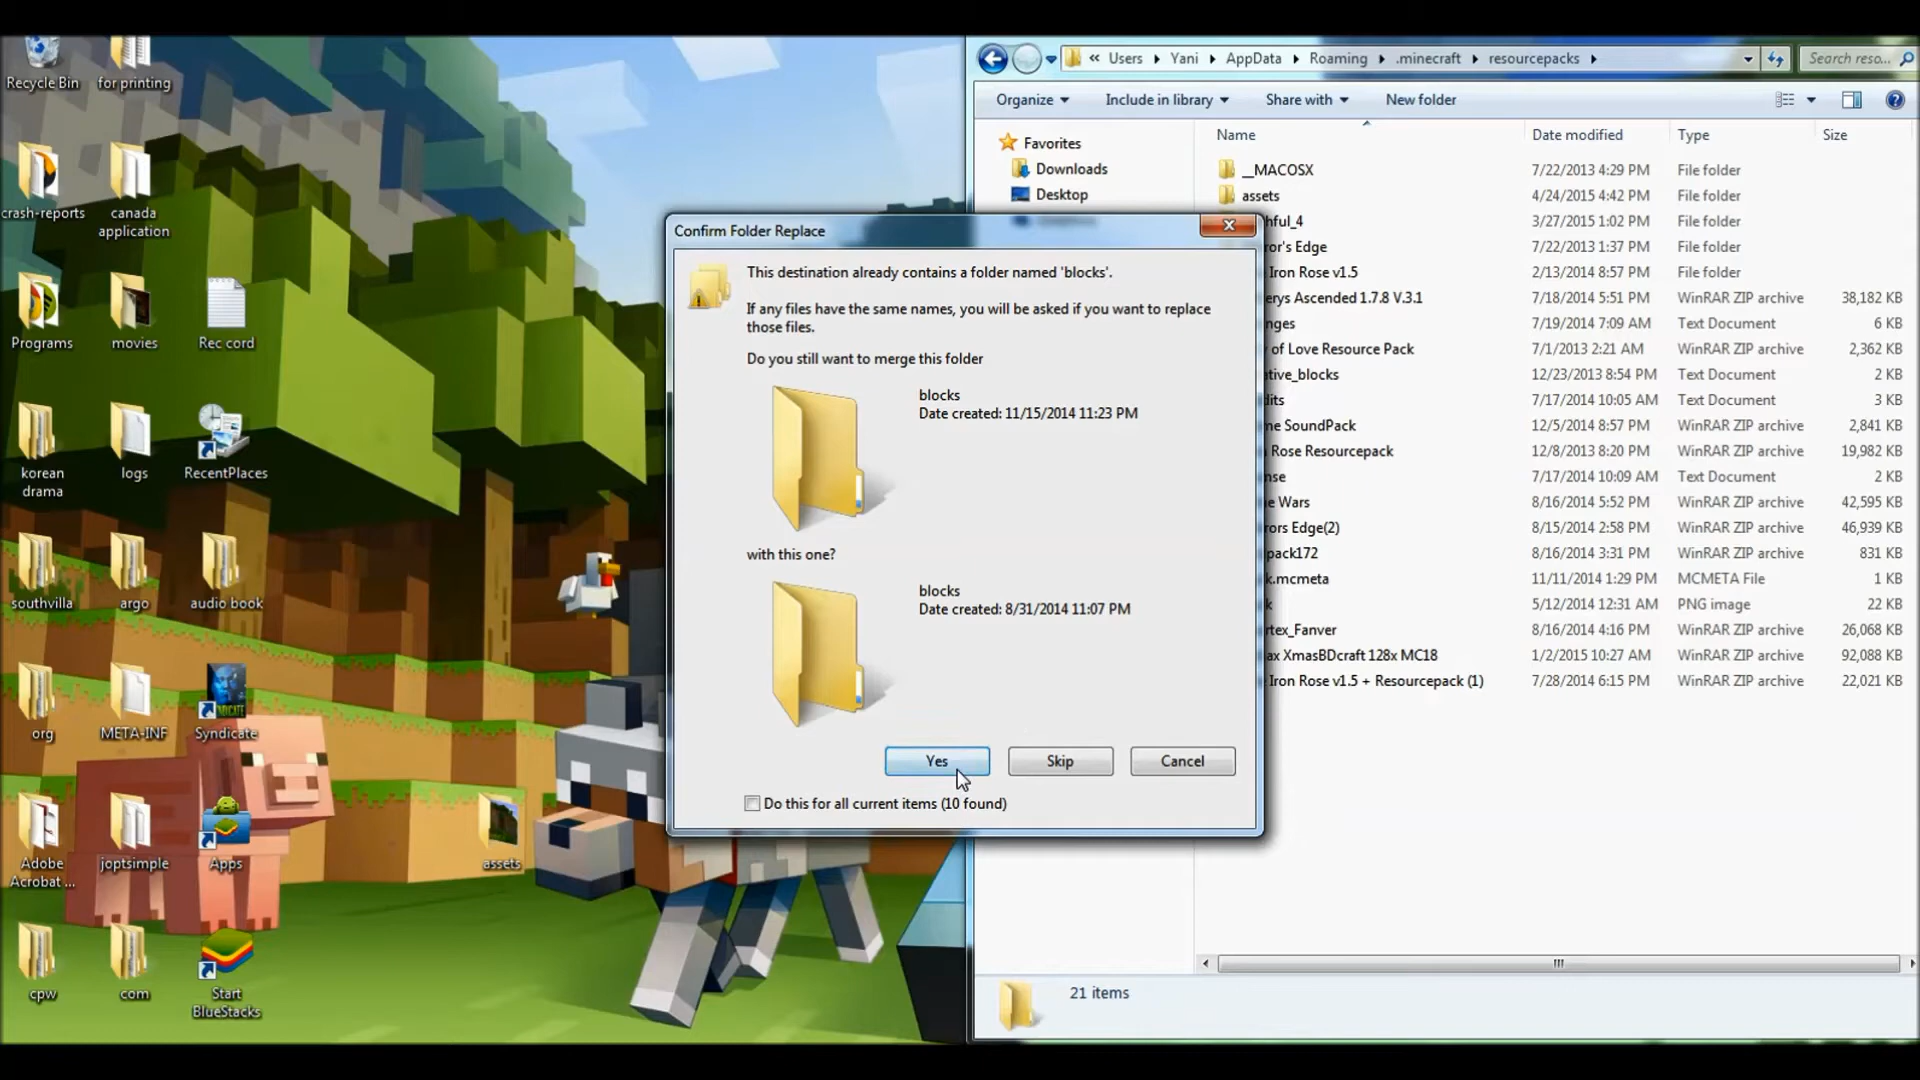 Recycle Bin
for printing
crash-reports
canada
application
Programs
movies
Rec cord
korean
drama
logs
RecentPlaces
southvilla
argo
audio book
org
META-INF
Syndicate
Adobe
Acrobat ...
joptsimple
Apps
assets
cpw
com
Start
BlueStacks
« Users Yani AppData Roaming .minecraft resourcepacks
Search reso...
Organize Include in library Share with New folder
Favorites
Downloads
Desktop
Name Date modified Type Size
__MACOSX 7/22/2013 4:29 PM File folder
assets 4/24/2015 4:42 PM File folder
hful_4 3/27/2015 1:02 PM File folder
ror's Edge 7/22/2013 1:37 PM File folder
Iron Rose v1.5 2/13/2014 8:57 PM File folder
erys Ascended 1.7.8 V.3.1 7/18/2014 5:51 PM WinRAR ZIP archive 38,182 KB
nges 7/19/2014 7:09 AM Text Document 6 KB
of Love Resource Pack 7/1/2013 2:21 AM WinRAR ZIP archive 2,362 KB
tive_blocks 12/23/2013 8:54 PM Text Document 2 KB
dits 7/17/2014 10:05 AM Text Document 3 KB
ne SoundPack 12/5/2014 8:57 PM WinRAR ZIP archive 2,841 KB
Rose Resourcepack 12/8/2013 8:20 PM WinRAR ZIP archive 19,982 KB
nse 7/17/2014 10:09 AM Text Document 2 KB
e Wars 8/16/2014 5:52 PM WinRAR ZIP archive 42,595 KB
rors Edge(2) 8/15/2014 2:58 PM WinRAR ZIP archive 46,939 KB
pack172 8/16/2014 3:31 PM WinRAR ZIP archive 831 KB
k.mcmeta 11/11/2014 1:29 PM MCMETA File 1 KB
k 5/12/2014 12:31 AM PNG image 22 KB
rtex_Fanver 8/16/2014 4:16 PM WinRAR ZIP archive 26,068 KB
ax XmasBDcraft 128x MC18 1/2/2015 10:27 AM WinRAR ZIP archive 92,088 KB
Iron Rose v1.5 + Resourcepack (1) 7/28/2014 6:15 PM WinRAR ZIP archive 22,021 KB
21 items
Confirm Folder Replace
This destination already contains a folder named 'blocks'.
If any files have the same names, you will be asked if you want to replace
those files.
Do you still want to merge this folder
blocks
Date created: 11/15/2014 11:23 PM
with this one?
blocks
Date created: 8/31/2014 11:07 PM
Yes Skip Cancel
Do this for all current items (10 found)